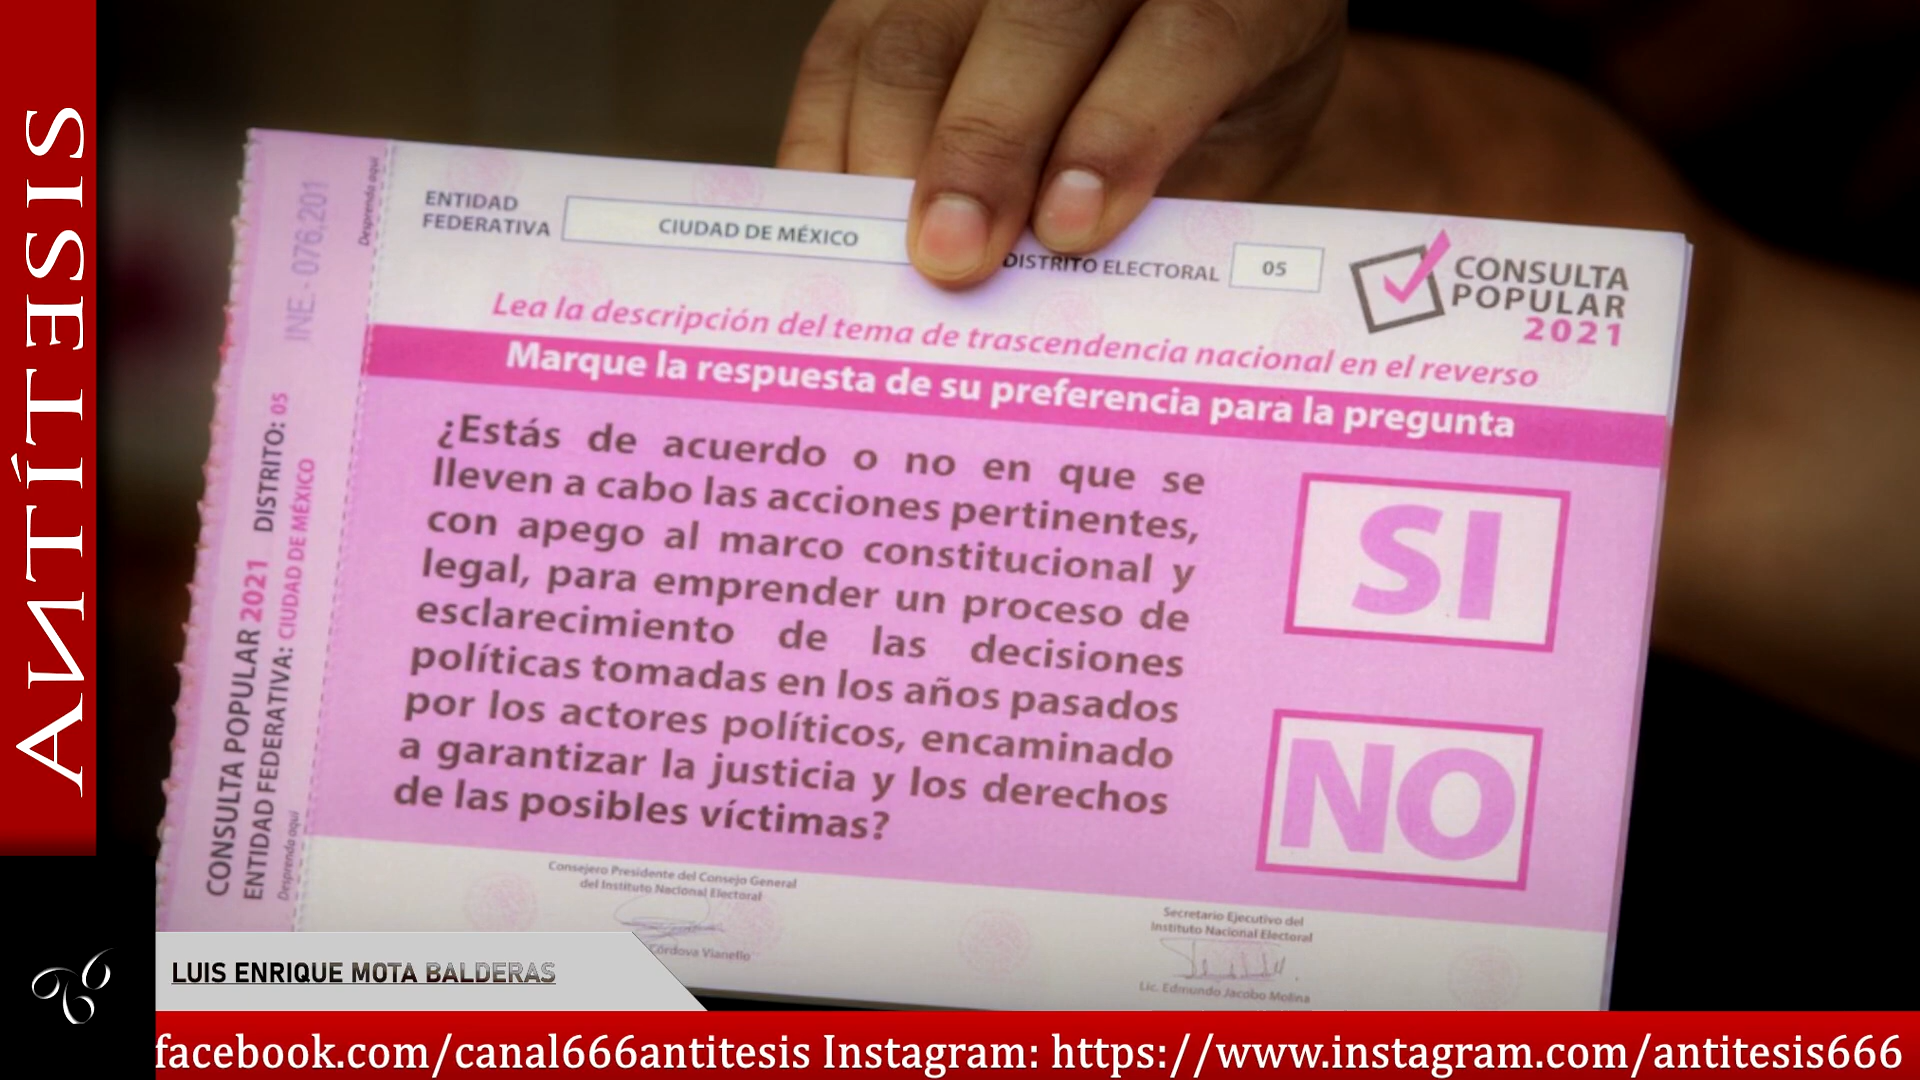 ANTÍTESIS
ENTIDAD
FEDERATIVA
CIUDAD DE MÉXICO
DISTRITO ELECTORAL
05
CONSULTA
POPULAR
2021
Lea la descripción del tema de trascendencia nacional en el reverso
Marque la respuesta de su preferencia para la pregunta
¿Estás de acuerdo o no en que se
lleven a cabo las acciones pertinentes,
con apego al marco constitucional y
legal, para emprender un proceso de
esclarecimiento de las decisiones
políticas tomadas en los años pasados
por los actores políticos, encaminado
a garantizar la justicia y los derechos
de las posibles víctimas?
SI
NO
INE.- 076,201
Desprenda aquí
CONSULTA POPULAR 2021 DISTRITO: 05
ENTIDAD FEDERATIVA: CIUDAD DE MÉXICO
Desprenda aquí
Consejero Presidente del Consejo General
del Instituto Nacional Electoral
Córdova Vianello
Secretario Ejecutivo del
Instituto Nacional Electoral
Lic. Edmundo Jacobo Molina
LUIS ENRIQUE MOTA BALDERAS
facebook.com/canal666antitesis Instagram: https://www.instagram.com/antitesis666